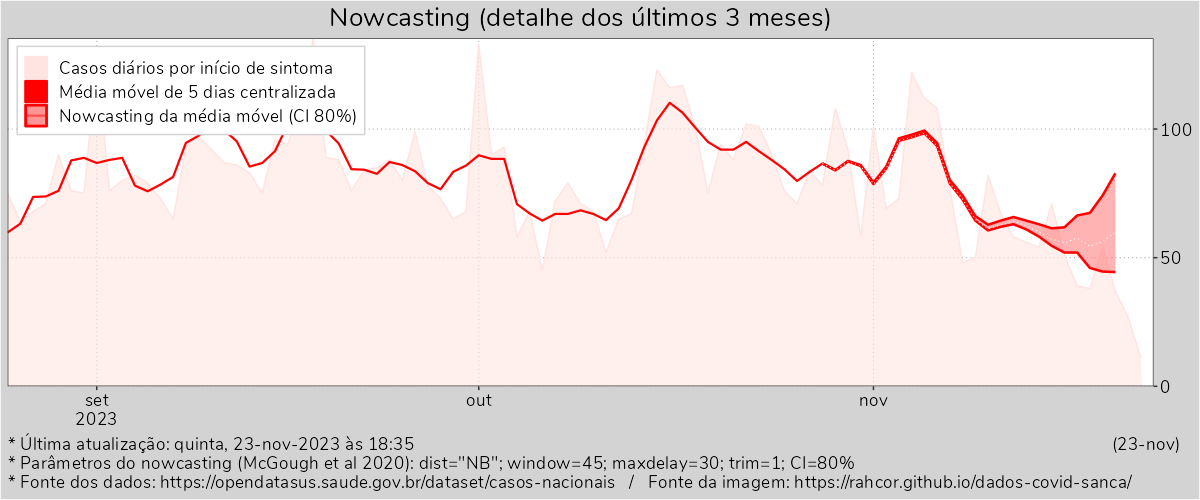 Nowcasting (detalhe dos últimos 3 meses)
Casos diários por início de sintoma
Média móvel de 5 dias centralizada
Nowcasting da média móvel (CI 80%)
100
50
0
set out nov
2023
* Última atualização: quinta, 23-nov-2023 às 18:35 (23-nov)
* Parâmetros do nowcasting (McGough et al 2020): dist="NB"; window=45; maxdelay=30; trim=1; CI=80%
* Fonte dos dados: https://opendatasus.saude.gov.br/dataset/casos-nacionais / Fonte da imagem: https://rahcor.github.io/dados-covid-sanca/